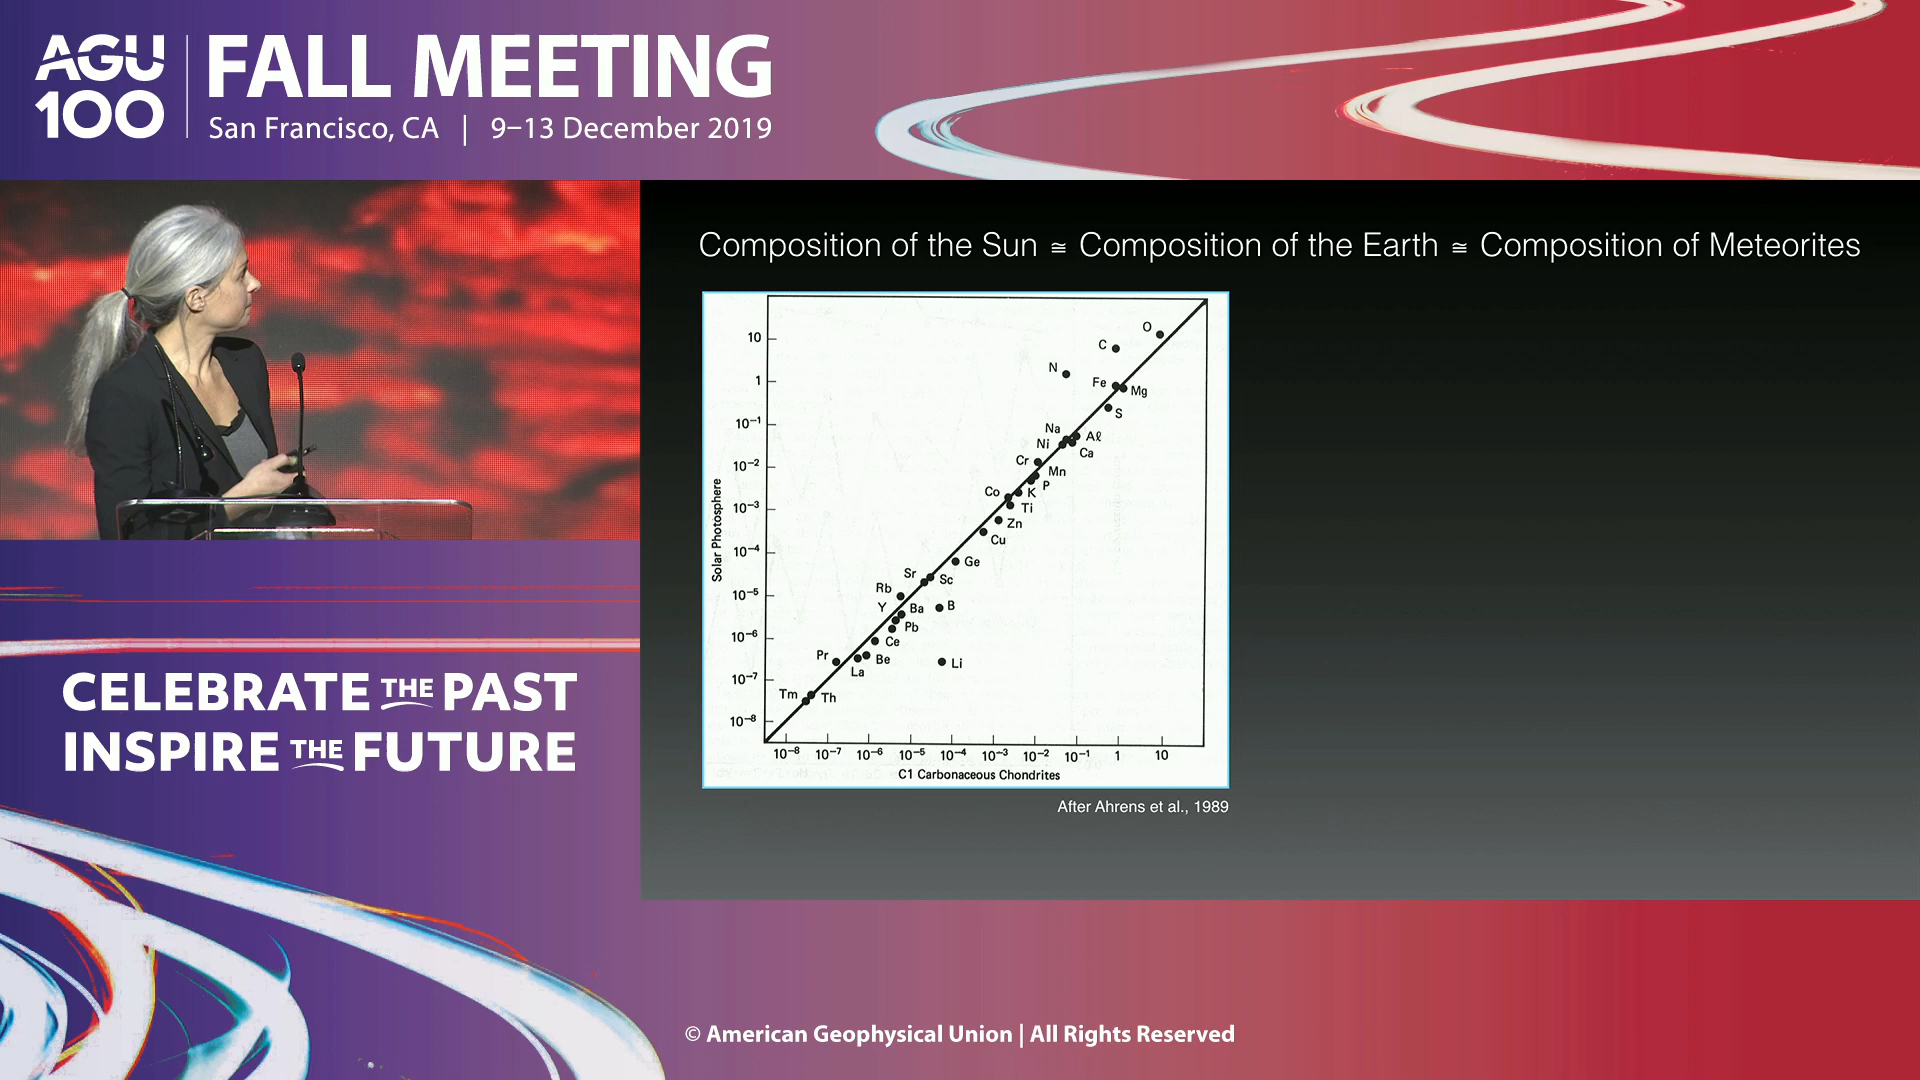 AGU
100
FALL MEETING
San Francisco, CA | 9–13 December 2019
Composition of the Sun ≅ Composition of the Earth ≅ Composition of Meteorites
O
10
C
N
1
Fe
Mg
S
10⁻¹
Na
Aℓ
Ni
Ca
10⁻²
Cr
Mn
P
Co
K
10⁻³
Ti
Zn
Cu
Solar Photosphere
10⁻⁴
Ge
Sr
Sc
10⁻⁵
Rb
Y
Ba
B
Pb
10⁻⁶
Ce
Pr
Be
Li
La
10⁻⁷
Tm
Th
10⁻⁸
10⁻⁸ 10⁻⁷ 10⁻⁶ 10⁻⁵ 10⁻⁴ 10⁻³ 10⁻² 10⁻¹ 1 10
C1 Carbonaceous Chondrites
After Ahrens et al., 1989
CELEBRATE THE PAST
INSPIRE THE FUTURE
© American Geophysical Union | All Rights Reserved